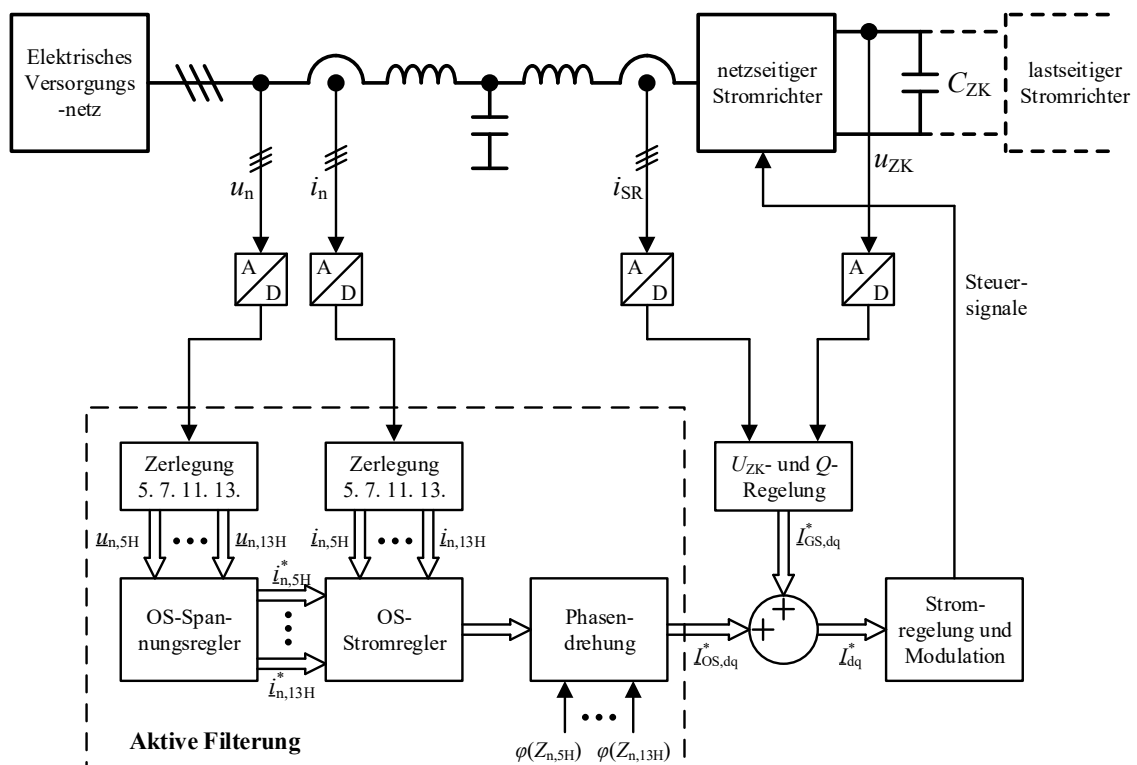 Elektrisches
Versorgungs
-netz
netzseitiger
Stromrichter
C_ZK
lastseitiger
Stromrichter
u_n
i_n
i_SR
u_ZK
A
D
A
D
A
D
A
D
Steuer-
signale
Zerlegung
5. 7. 11. 13.
Zerlegung
5. 7. 11. 13.
U_ZK- und Q-
Regelung
u_n,5H
u_n,13H
i_n,5H
i_n,13H
I*_GS,dq
i*_n,5H
OS-Span-
nungsregler
OS-
Stromregler
Phasen-
drehung
+
+
Strom-
regelung und
Modulation
i*_n,13H
I*_OS,dq
I*_dq
Aktive Filterung
φ(Z_n,5H)
φ(Z_n,13H)